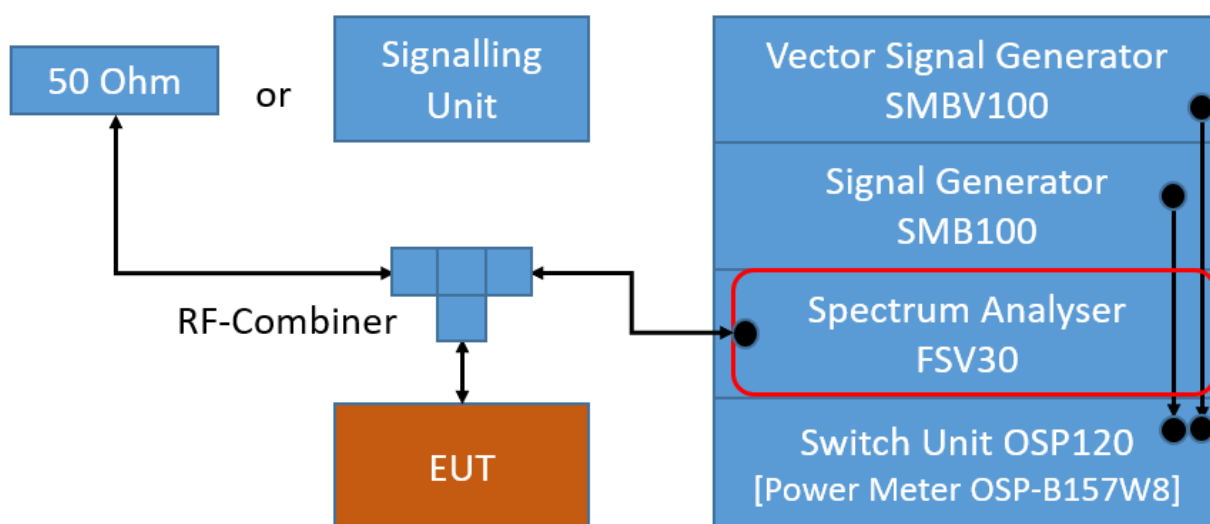 50 Ohm
or
Signalling
Unit
Vector Signal Generator
SMBV100
Signal Generator
SMB100
RF-Combiner
Spectrum Analyser
FSV30
EUT
Switch Unit OSP120
[Power Meter OSP-B157W8]